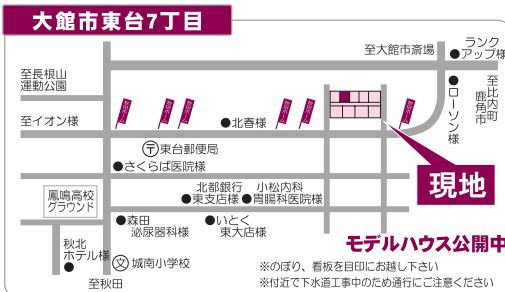 大館市東台7丁目
至大館市斎場
ランク
アップ様
至長根山
運動公園
ローソン様
至比内町
鹿角市
至イオン様
北春様
〒東台郵便局
さくらば医院様
現地
鳳鳴高校
グラウンド
北都銀行
東支店様
小松内科
胃腸科医院様
森田
泌尿器科様
いとく
東大店様
モデルハウス公開中
秋北
ホテル様
文 城南小学校
至秋田
※のぼり、看板を目印にお越し下さい
※付近で下水道工事中のため通行にご注意ください